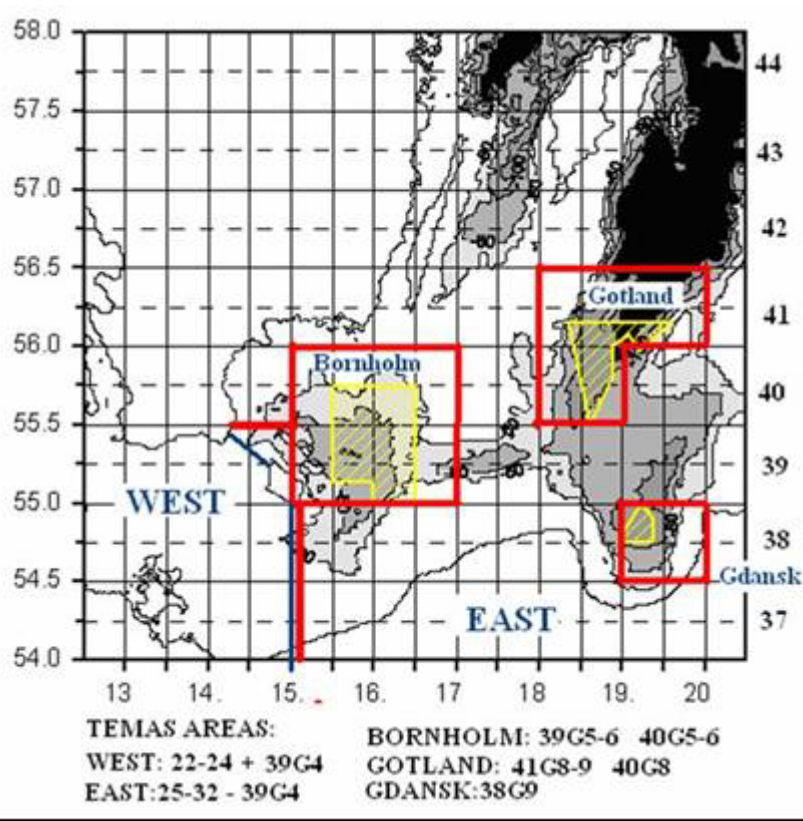 58.0
44
57.5
43
57.0
42
56.5
Gotland
41
56.0
Bornholm
40
55.5
39
55.0
WEST
38
54.5
Gdansk
EAST
37
54.0
13 14. 15. 16. 17 18 19. 20
TEMAS AREAS:
WEST: 22-24 + 39G4
EAST:25-32 - 39G4
BORNHOLM: 39G5-6 40G5-6
GOTLAND: 41G8-9 40G8
GDANSK:38G9